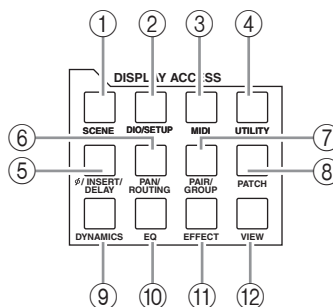 ① ② ③ ④
DISPLAY ACCESS
SCENE DIO/SETUP MIDI UTILITY
⑥ ⑦
⑤ ⑧
ø/INSERT/ PAN/ PAIR/ PATCH
DELAY ROUTING GROUP
DYNAMICS EQ EFFECT VIEW
⑨ ⑩ ⑪ ⑫